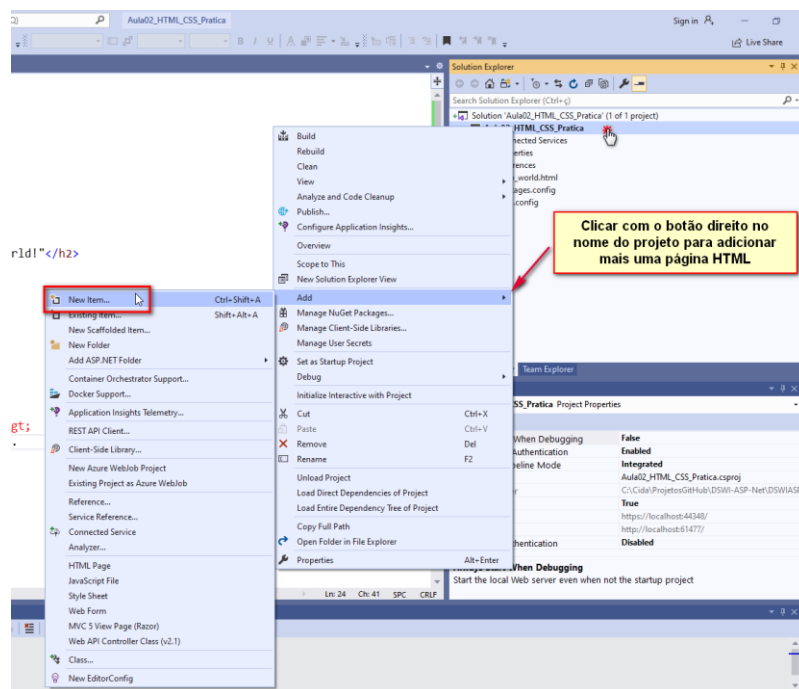 Aula02_HTML_CSS_Pratica
Sign in
Live Share
Solution Explorer
Search Solution Explorer (Ctrl+ç)
Solution 'Aula02_HTML_CSS_Pratica' (1 of 1 project)
HTML_CSS_Pratica
nected Services
erties
rences
_world.html
ages.config
.config
Clicar com o botão direito no
nome do projeto para adicionar
mais uma página HTML
rld!"</h2>
gt;
Build
Rebuild
Clean
View
Analyze and Code Cleanup
Publish...
Configure Application Insights...
Overview
Scope to This
New Solution Explorer View
Add
Manage NuGet Packages...
Manage Client-Side Libraries...
Manage User Secrets
Set as Startup Project
Debug
Initialize Interactive with Project
Cut Ctrl+X
Paste Ctrl+V
Remove Del
Rename F2
Unload Project
Load Direct Dependencies of Project
Load Entire Dependency Tree of Project
Copy Full Path
Open Folder in File Explorer
Properties Alt+Enter
New Item... Ctrl+Shift+A
Existing Item... Shift+Alt+A
New Scaffolded Item...
New Folder
Add ASP.NET Folder
Container Orchestrator Support...
Docker Support...
Application Insights Telemetry...
REST API Client...
Client-Side Library...
New Azure WebJob Project
Existing Project as Azure WebJob
Reference...
Service Reference...
Connected Service
Analyzer...
HTML Page
JavaScript File
Style Sheet
Web Form
MVC 5 View Page (Razor)
Web API Controller Class (v2.1)
Class...
New EditorConfig
Team Explorer
SS_Pratica Project Properties
When Debugging False
Authentication Enabled
peline Mode Integrated
Aula02_HTML_CSS_Pratica.csproj
C:\Cida\ProjetosGitHub\DSWI-ASP-Net\DSWIASP
True
https://localhost:44348/
http://localhost:61477/
thentication Disabled
When Debugging
Start the local Web server even when not the startup project
Ln: 24 Ch: 41 SPC CRLF